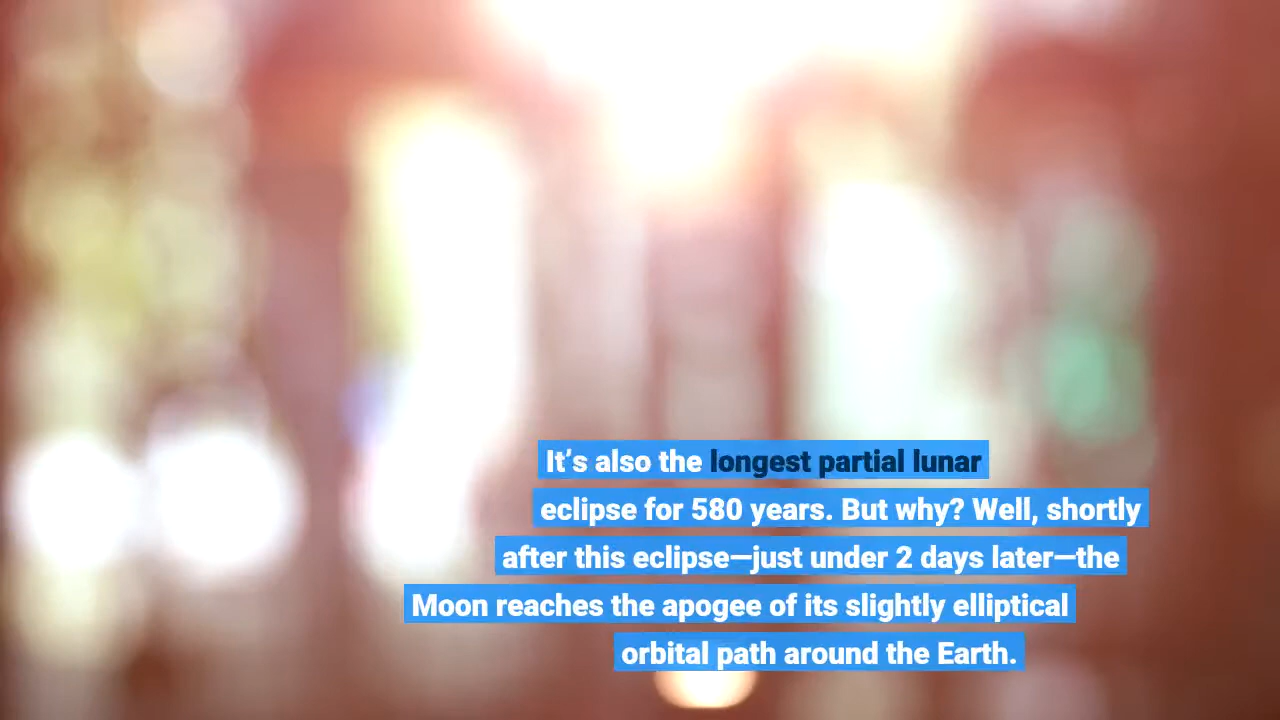 It’s also the longest partial lunar
eclipse for 580 years. But why? Well, shortly
after this eclipse—just under 2 days later—the
Moon reaches the apogee of its slightly elliptical
orbital path around the Earth.